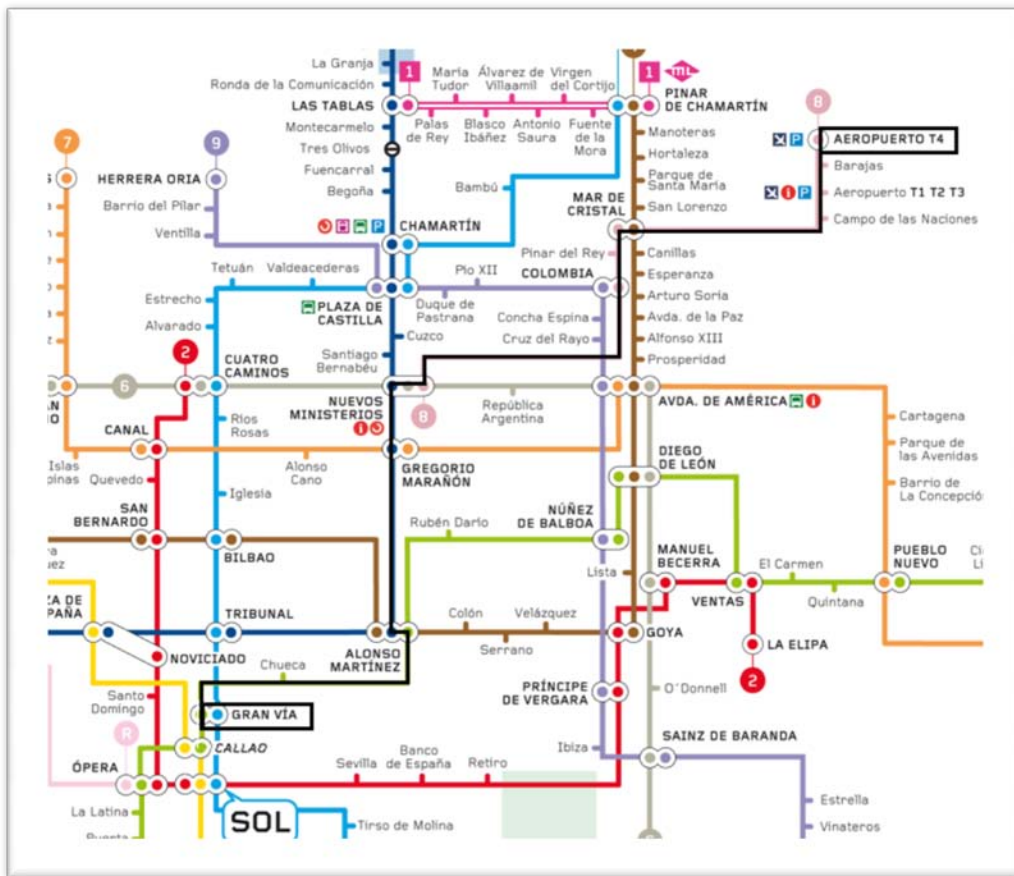 La Granja
Ronda de la Comunicación
1
María
Tudor
Álvarez de
Villaamil
Virgen
del Cortijo
1
ML
LAS TABLAS
PINAR
DE CHAMARTÍN
8
7
9
Montecarmelo
Palas
de Rey
Blasco
Ibáñez
Antonio
Saura
Fuente
de la
Mora
Manoteras
P
AEROPUERTO T4
Tres Olivos
Hortaleza
Barajas
HERRERA ORIA
Fuencarral
Parque de
Santa María
S
Barrio del Pilar
Begoña
Bambú
MAR DE
CRISTAL
San Lorenzo
i P
Aeropuerto T1 T2 T3
Ventilla
P
CHAMARTÍN
Campo de las Naciones
Pinar del Rey
Canillas
Tetuán
Valdeacederas
Pío XII
COLOMBIA
Esperanza
Estrecho
PLAZA DE
CASTILLA
Duque de
Pastrana
Arturo Soria
Alvarado
Concha Espina
Avda. de la Paz
Cuzco
Cruz del Rayo
Alfonso XIII
2
CUATRO
CAMINOS
Santiago
Bernabéu
Prosperidad
6
NUEVOS
MINISTERIOS
i
8
República
Argentina
AVDA. DE AMÉRICA
i
AN
IO
CANAL
Ríos
Rosas
Cartagena
Parque de
las Avenidas
Islas
pinas
Quevedo
Alonso
Cano
GREGORIO
MARAÑÓN
DIEGO
DE LEÓN
Barrio de
La Concepció
Iglesia
SAN
BERNARDO
Rubén Darío
NÚÑEZ
DE BALBOA
BILBAO
MANUEL
BECERRA
El Carmen
PUEBLO
NUEVO
Lista
Quintana
VENTAS
ZA DE
PAÑA
TRIBUNAL
Colón
Velázquez
ALONSO
MARTÍNEZ
Serrano
GOYA
LA ELIPA
NOVICIADO
Chueca
2
Santo
Domingo
PRÍNCIPE
DE VERGARA
O´Donnell
R
GRAN VÍA
CALLAO
Ibiza
SAINZ DE BARANDA
ÓPERA
Sevilla
Banco
de España
Retiro
La Latina
SOL
Tirso de Molina
Estrella
Puerta
Vinateros